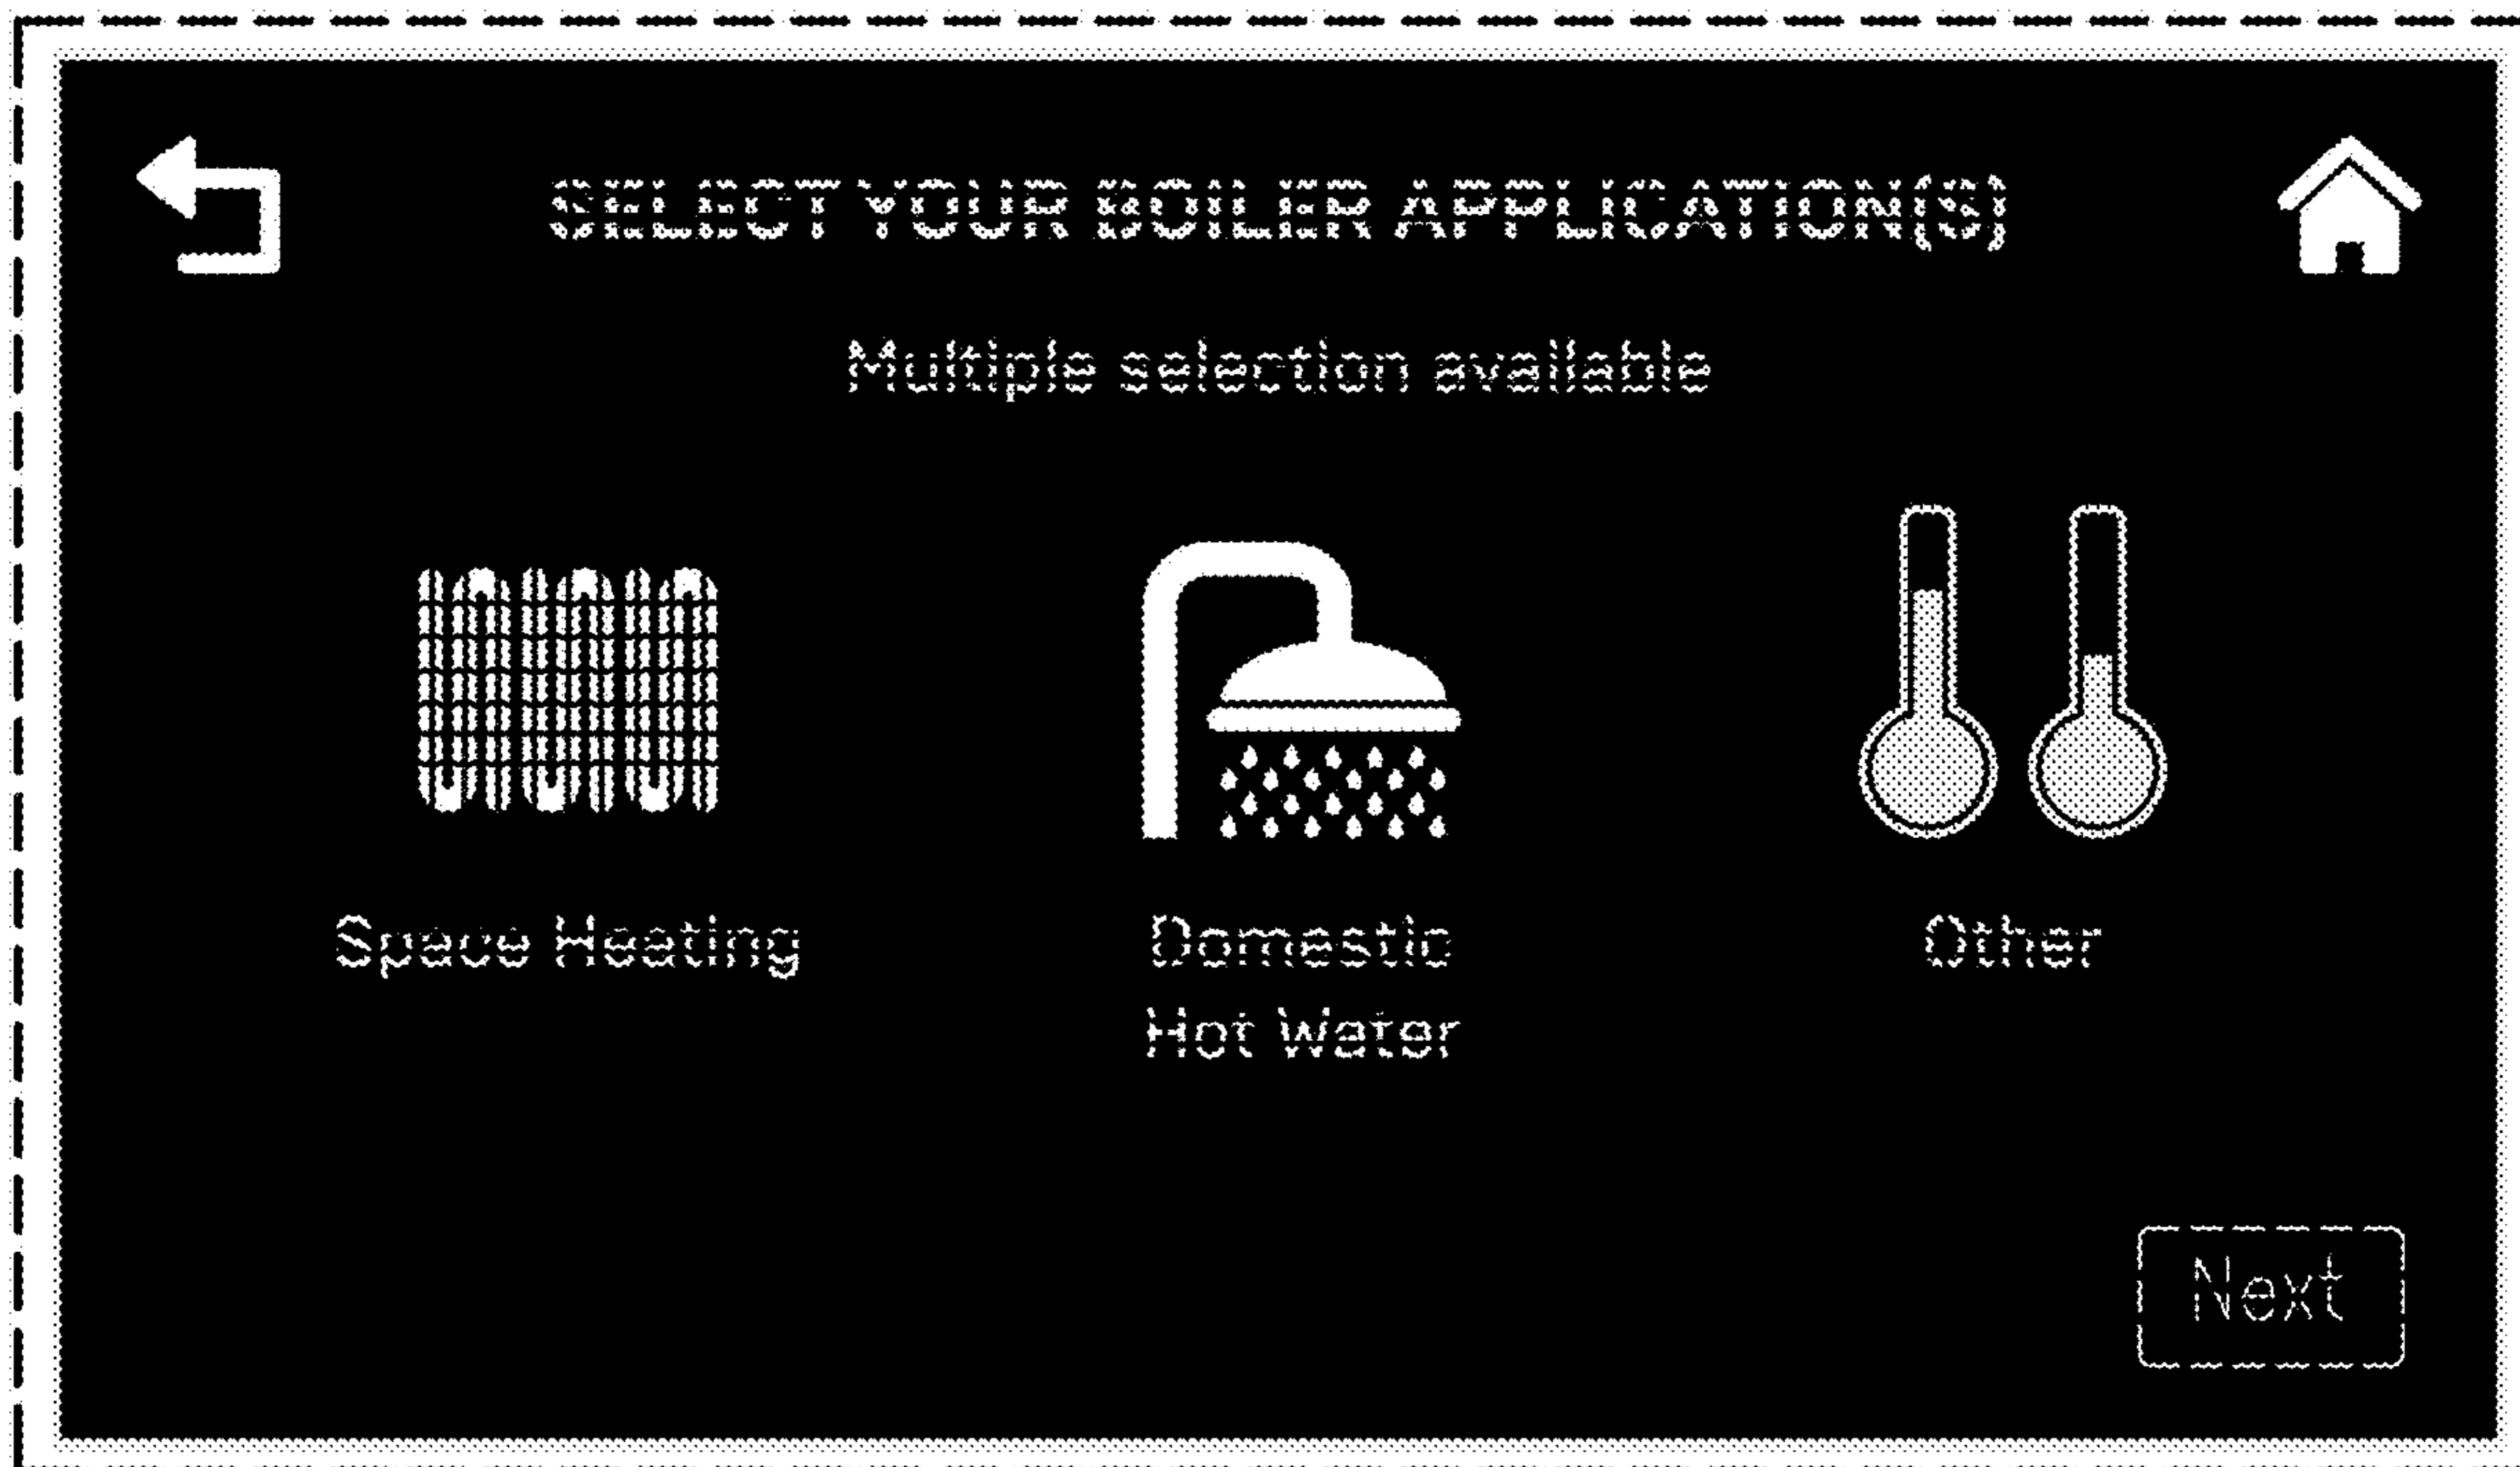 SELECT YOUR BOILER APPLICATION(S)
Multiple selection available
Space Heating
Domestic
Hot Water
Other
Next